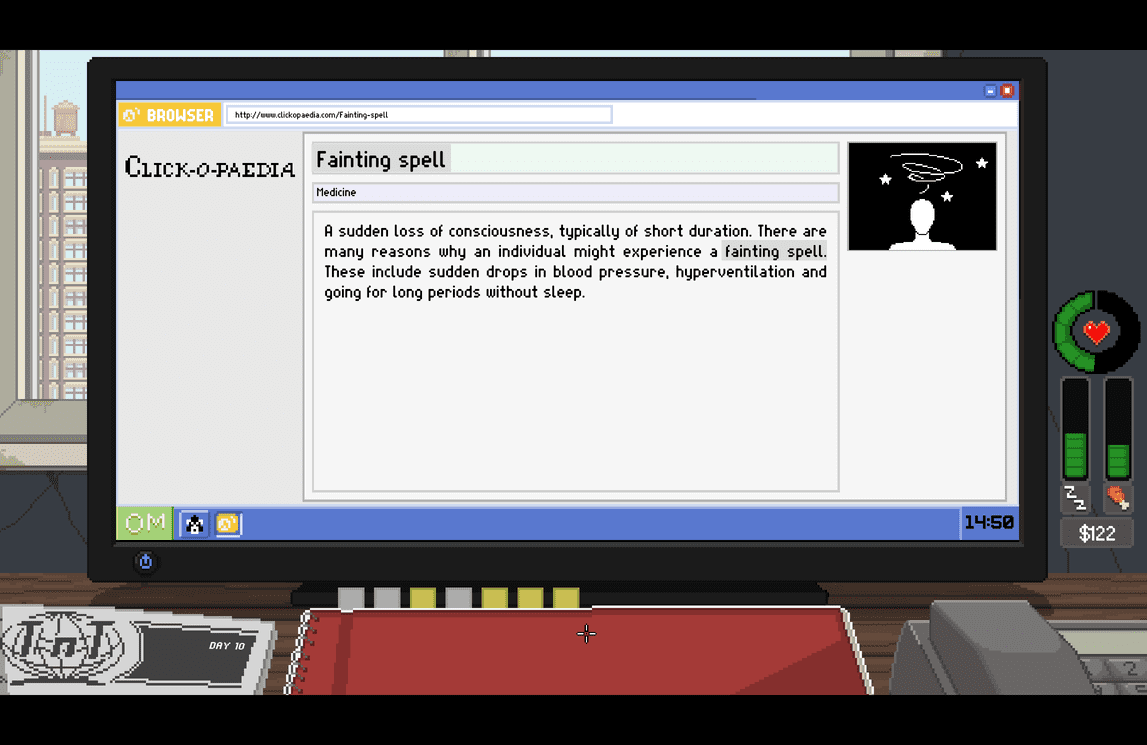 BROWSER
http://www.clickopaedia.com/Fainting-spell
CLICK-O-PAEDIA
Fainting spell
Medicine
A sudden loss of consciousness, typically of short duration. There are
many reasons why an individual might experience a fainting spell.
These include sudden drops in blood pressure, hyperventilation and
going for long periods without sleep.
OM
14:50
Z
Z
Z
$122
InT
DAY 10
2